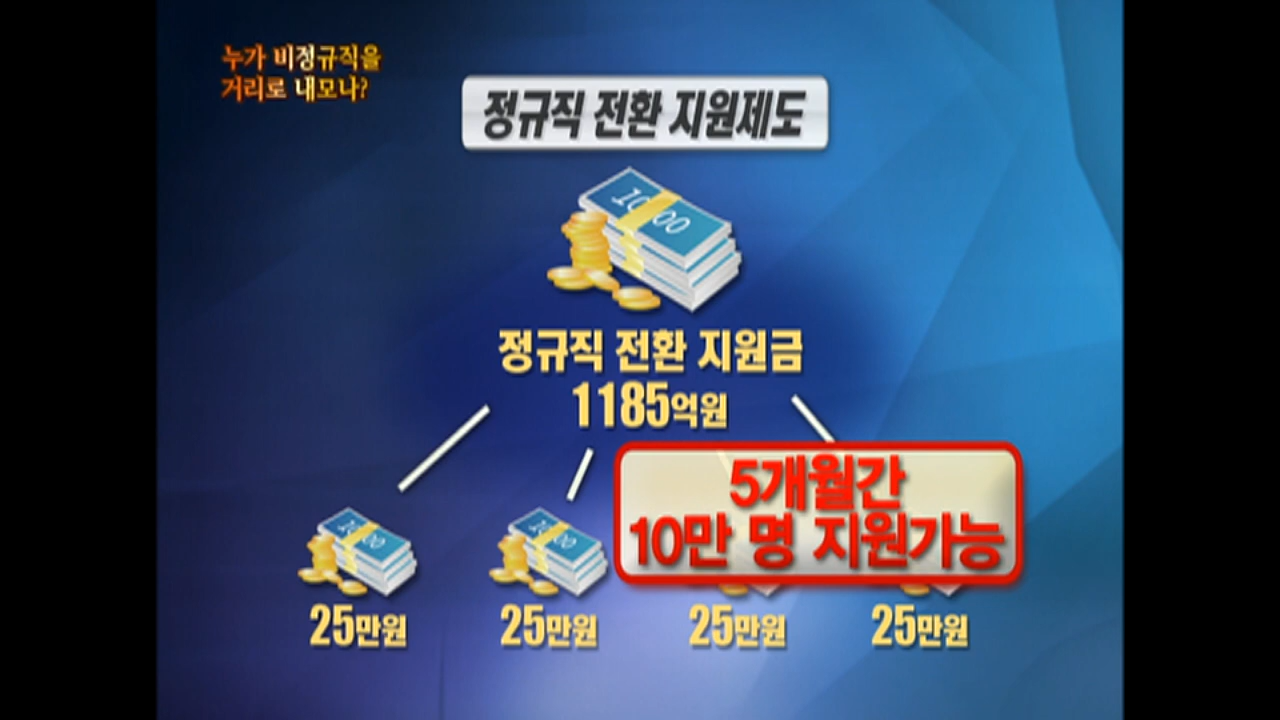 누가 비정규직을
거리로 내모나?
정규직 전환 지원제도
정규직 전환 지원금
1185억원
5개월간
10만 명 지원가능
25만원
25만원
25만원
25만원